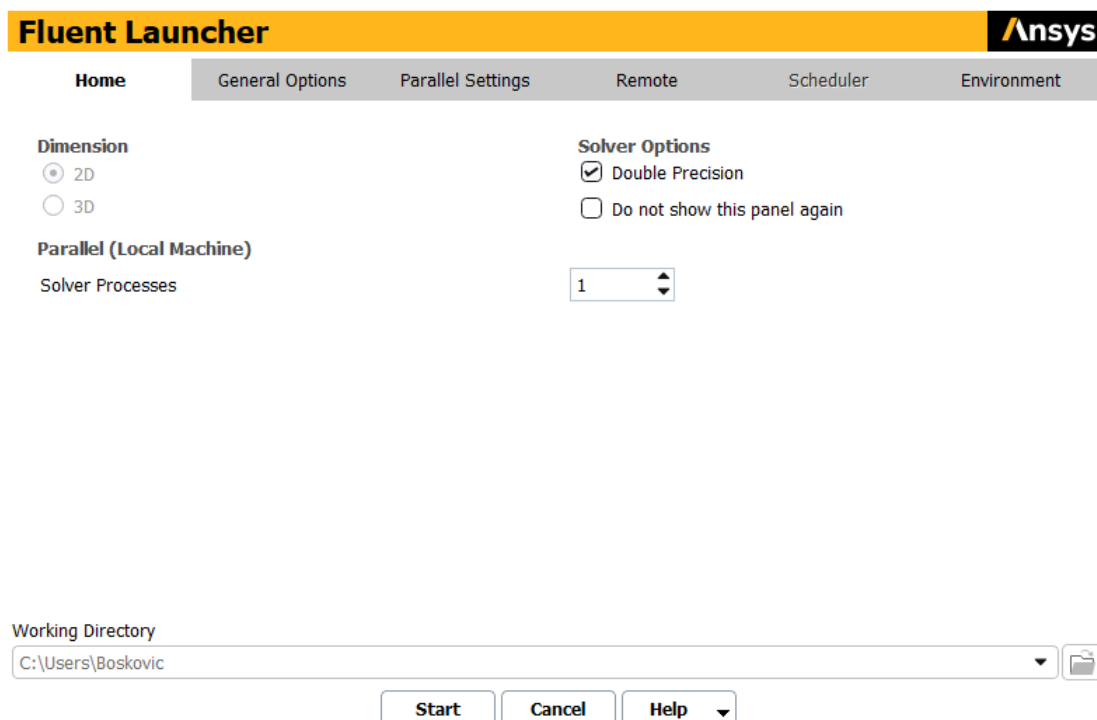 Fluent Launcher
Ansys
Home General Options Parallel Settings Remote Scheduler Environment
Dimension
2D
3D
Solver Options
Double Precision
Do not show this panel again
Parallel (Local Machine)
Solver Processes 1
Working Directory
C:\Users\Boskovic
Start Cancel Help